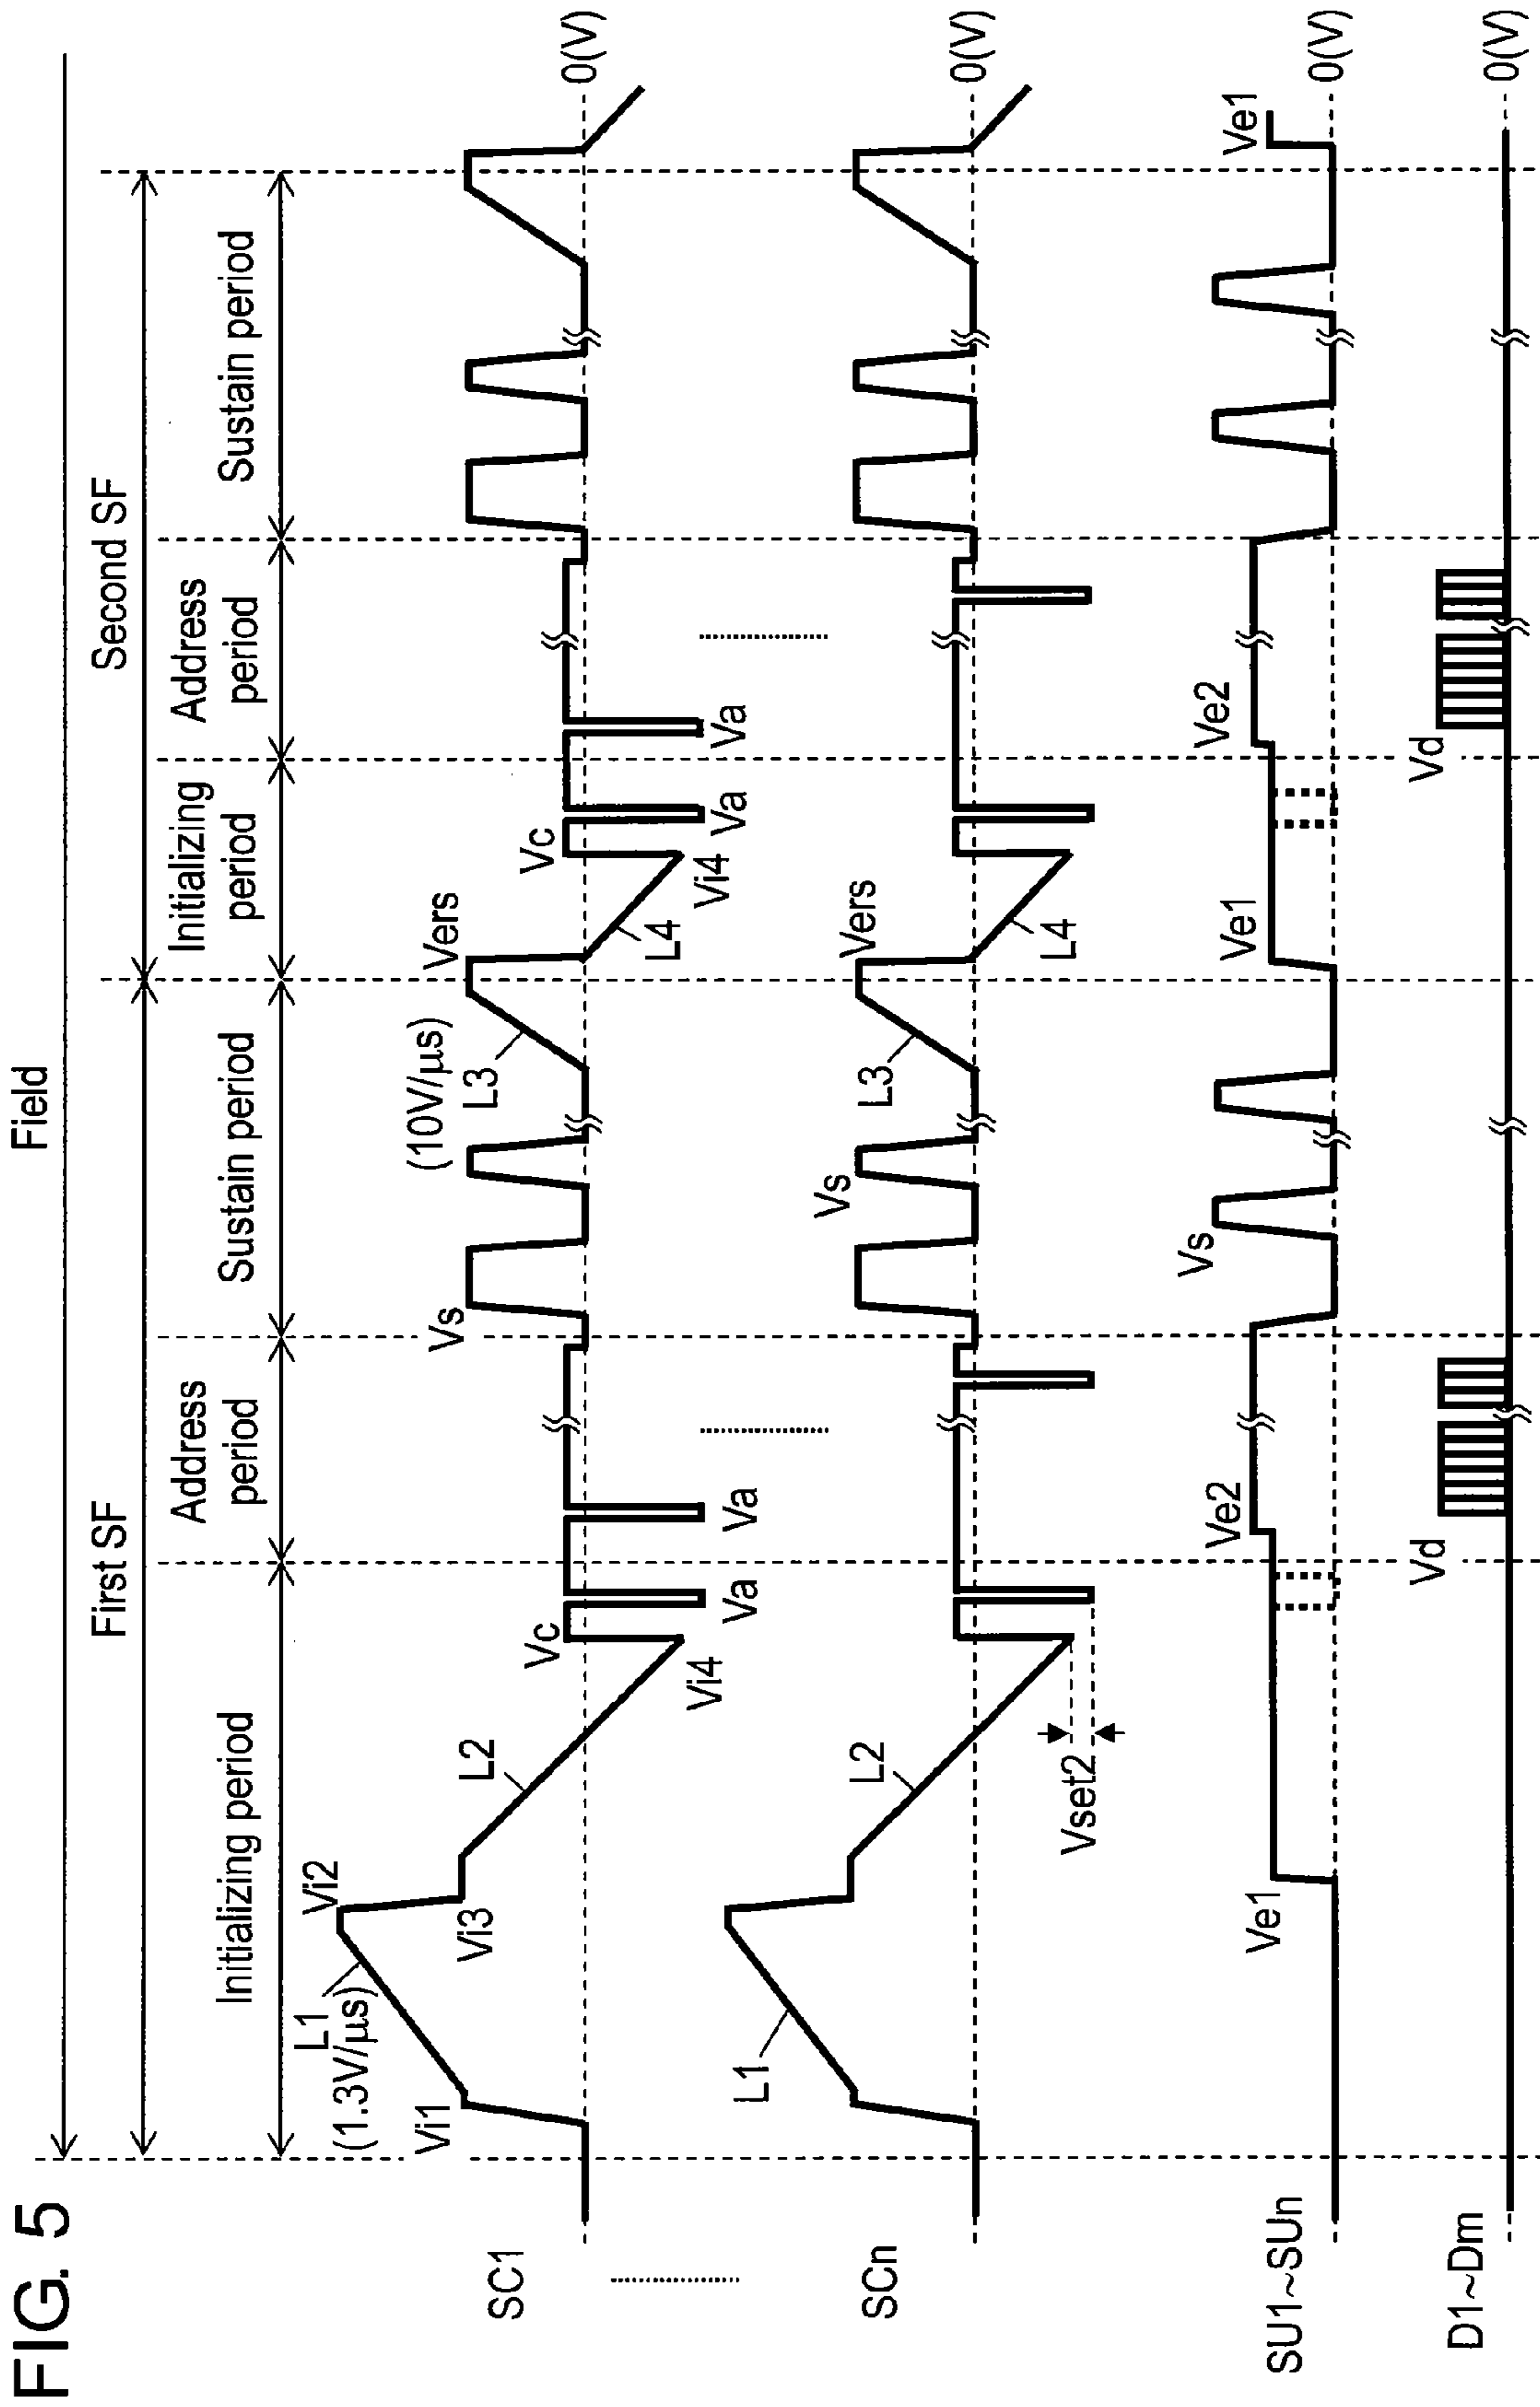 FIG. 5
Field
First SF
Second SF
Initializing period
Address
period
Sustain period
Initializing
period
Address
period
Sustain period
SC1
Vi1
L1
(1.3V/μs)
Vi2
Vi3
L2
Vi4
Vc
Va
Va
Vs
L3
(10V/μs)
Vers
L4
Vi4
Vc
Va
Va
0(V)
SCn
L1
L2
Vset2
Vs
L3
Vers
L4
0(V)
SU1~SUn
Ve1
Ve2
Vs
Ve1
Ve2
Ve1
0(V)
D1~Dm
Vd
Vd
0(V)